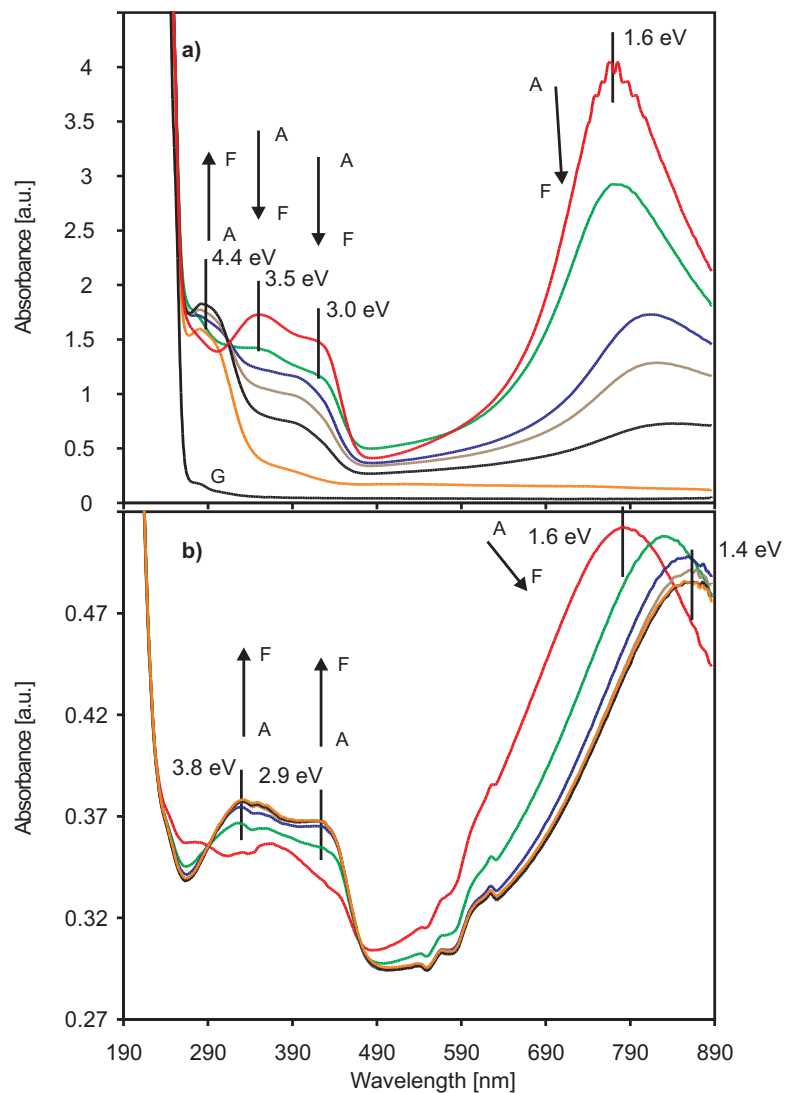 a)
1.6 eV
4
3.5
3
2.5
2
1.5
1
0.5
0
Absorbance [a.u.]
A
F
F
A
4.4 eV
A
F
3.5 eV
A
F
3.0 eV
G
b)
A
F
1.6 eV
1.4 eV
0.47
0.42
0.37
0.32
0.27
Absorbance [a.u.]
F
A
3.8 eV
F
A
2.9 eV
190 290 390 490 590 690 790 890
Wavelength [nm]